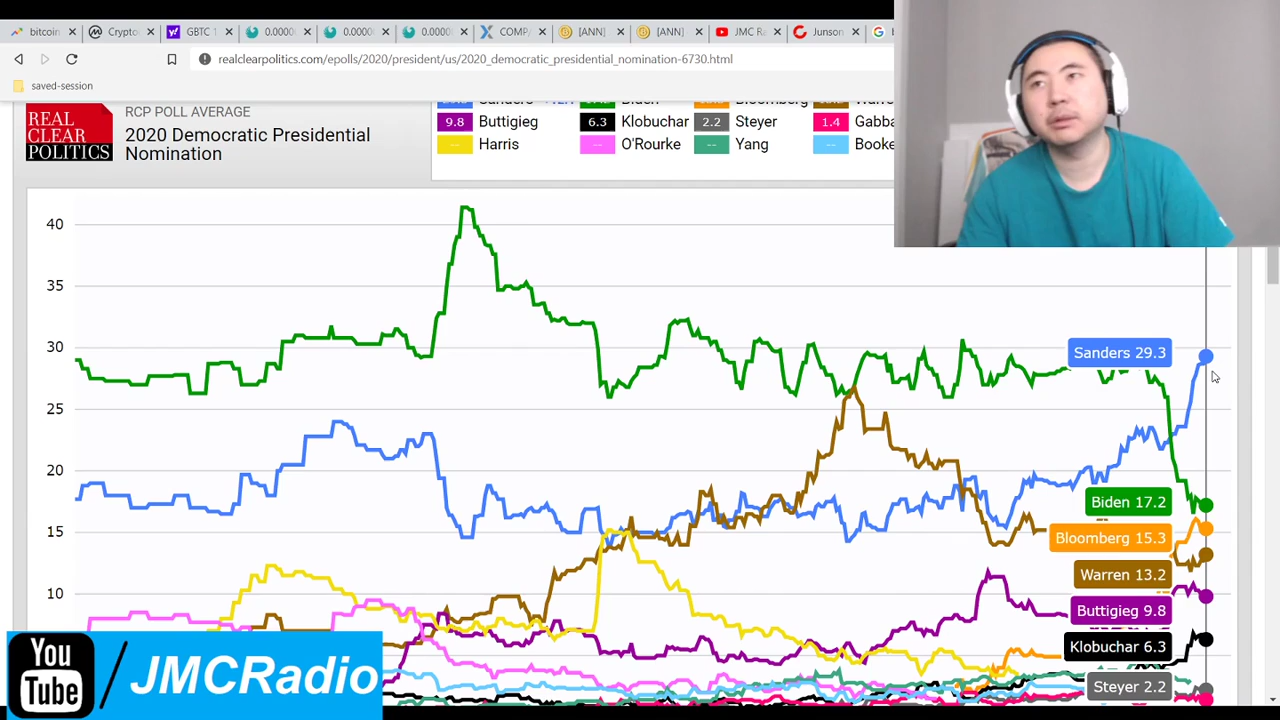 bitcoin × Crypto × GBTC × 0.0000 × 0.000 × 0.0000 × COMP × [ANN] × [ANN] × JMC Ra × Junson ×
realclearpolitics.com/epolls/2020/president/us/2020_democratic_presidential_nomination-6730.html
saved-session
REAL CLEAR POLITICS
RCP POLL AVERAGE
2020 Democratic Presidential
Nomination
Sanders Biden Bloomberg
9.8 Buttigieg 6.3 Klobuchar 2.2 Steyer 1.4 Gabba
-- Harris -- O'Rourke -- Yang -- Booke
40
35
30
25
20
15
10
Sanders 29.3
Biden 17.2
Bloomberg 15.3
Warren 13.2
Buttigieg 9.8
Klobuchar 6.3
Steyer 2.2
You
Tube
/ JMCRadio